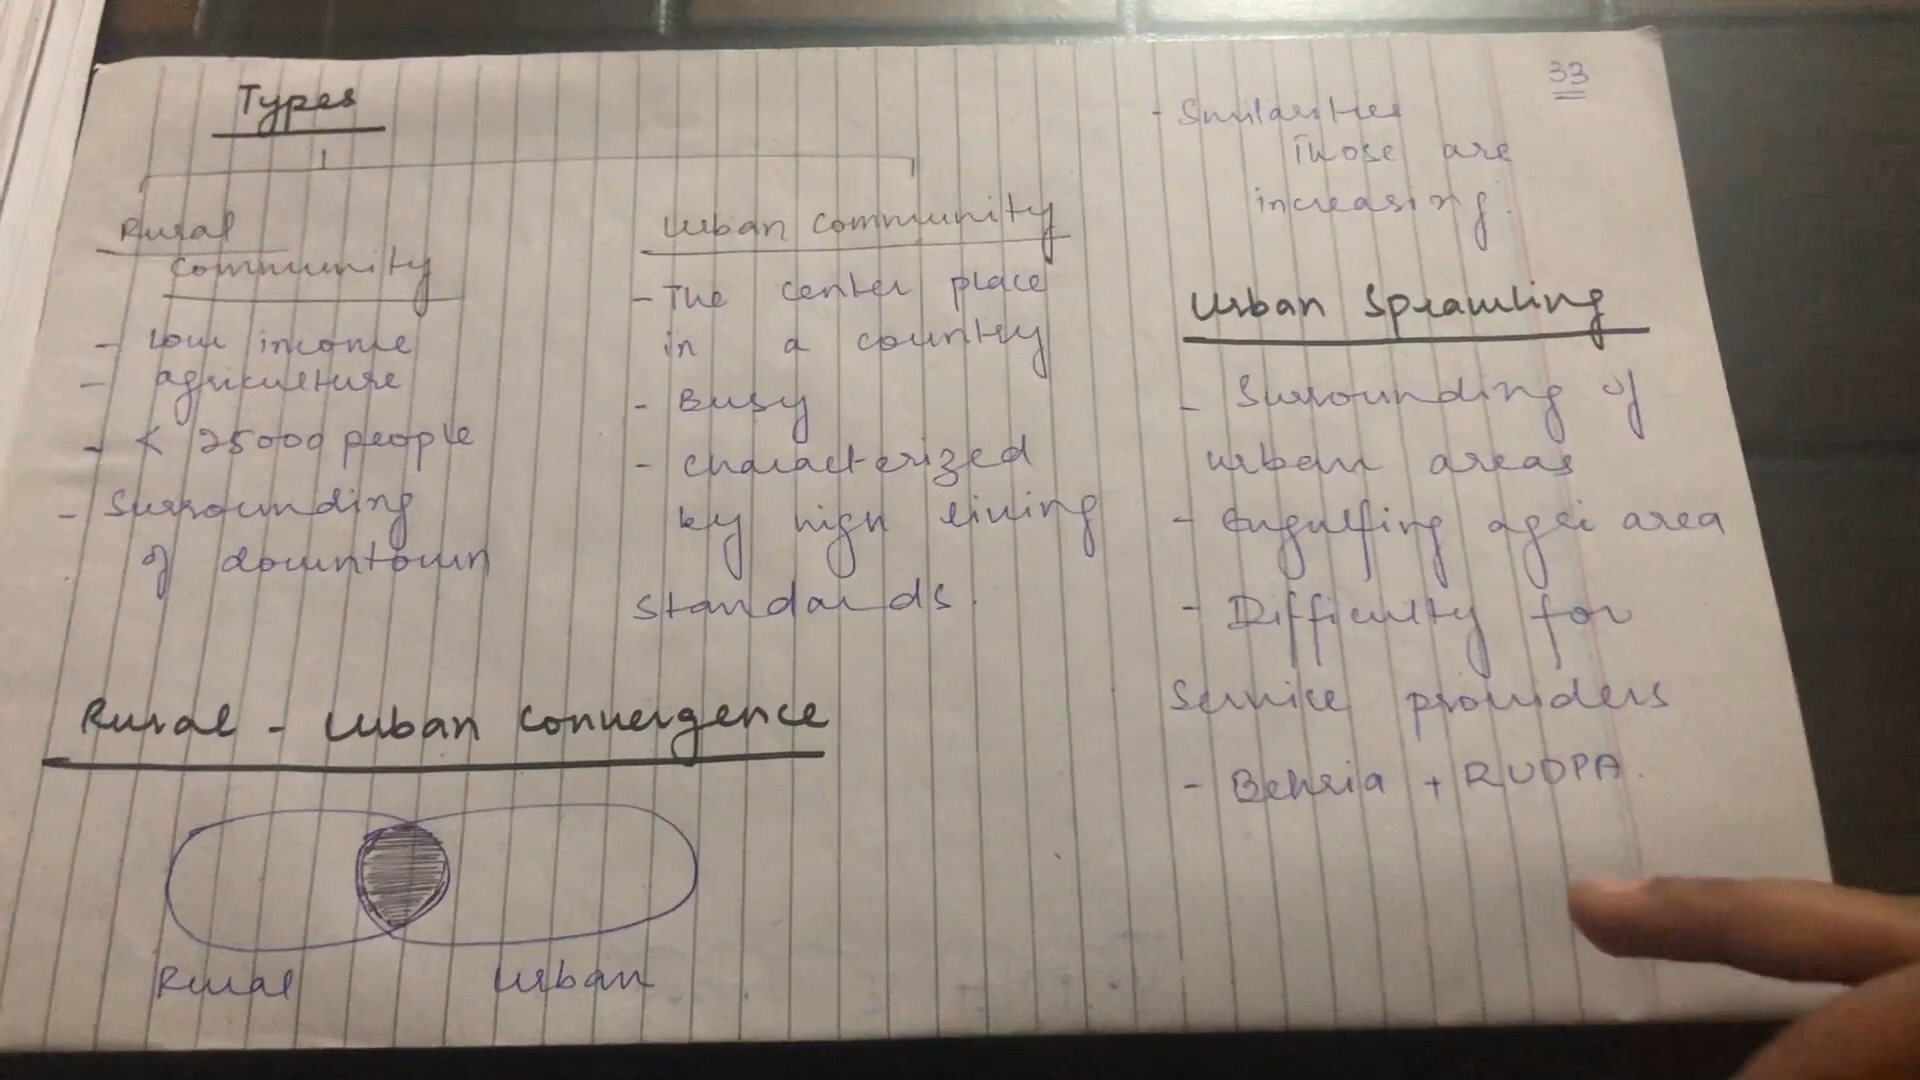 Types
Rural
Community
- low income
- agriculture
- < 25000 people
- Surrounding
of downtown
Urban Community
- The center place
in a country
- Busy
- characterized
by high living
standards.
Rural - Urban Convergence
Rural
Urban
33
- Similarities
Those are
increasing.
Urban Sprawling
- Surrounding of
urban areas
- Engulfing agri area
- Difficulty for
Service providers
- Behria + RUDPA.